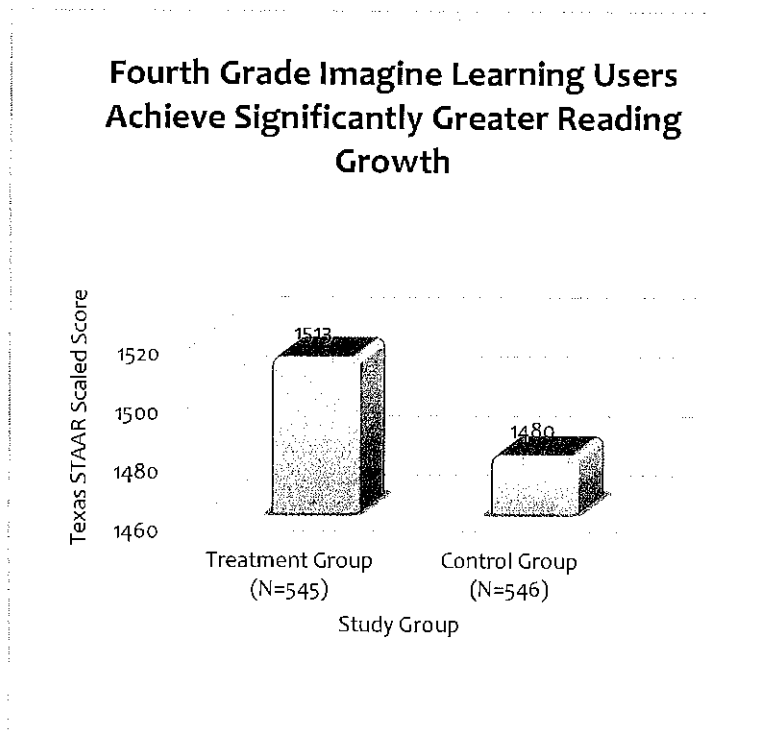 Fourth Grade Imagine Learning Users
Achieve Significantly Greater Reading
Growth
Texas STAAR Scaled Score
1520
1500
1480
1460
1513
1480
Treatment Group
(N=545)
Control Group
(N=546)
Study Group